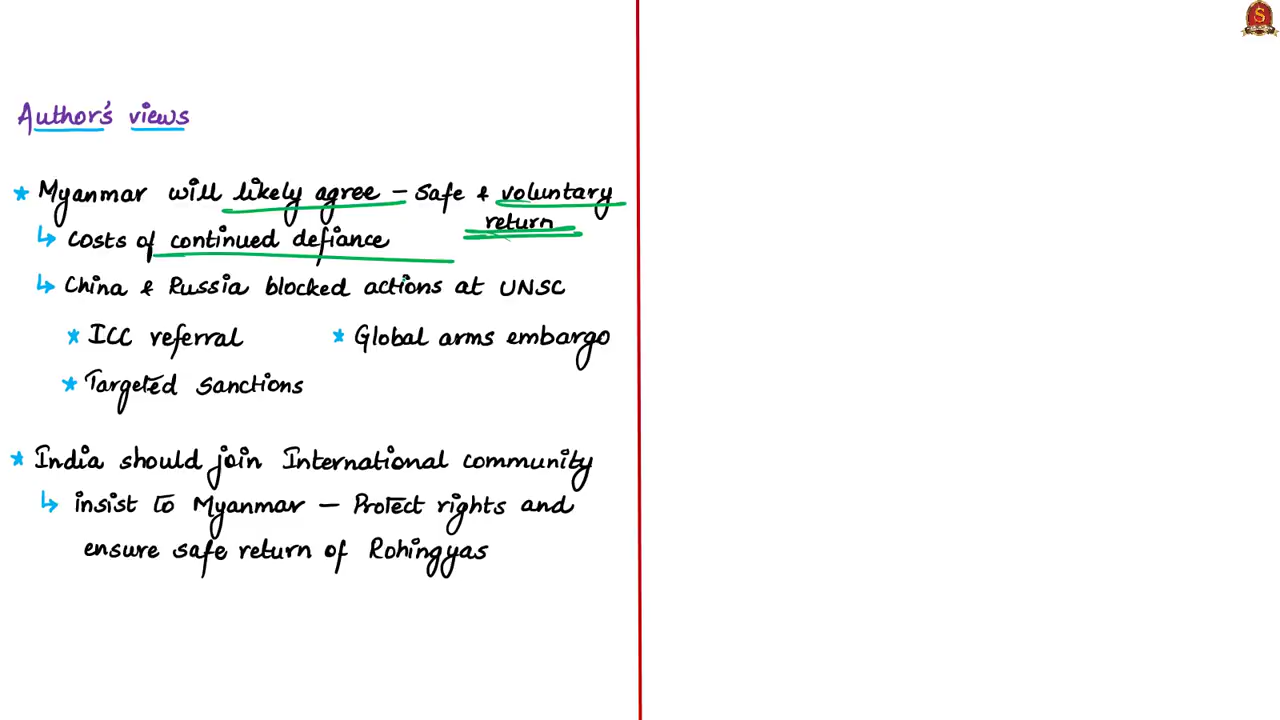 Author's views
* Myanmar will likely agree – Safe & voluntary
return
↳ Costs of continued defiance
↳ China & Russia blocked actions at UNSC
* ICC referral * Global arms embargo
* Targeted Sanctions
* India should join International community
↳ insist to Myanmar – Protect rights and
ensure safe return of Rohingyas
S